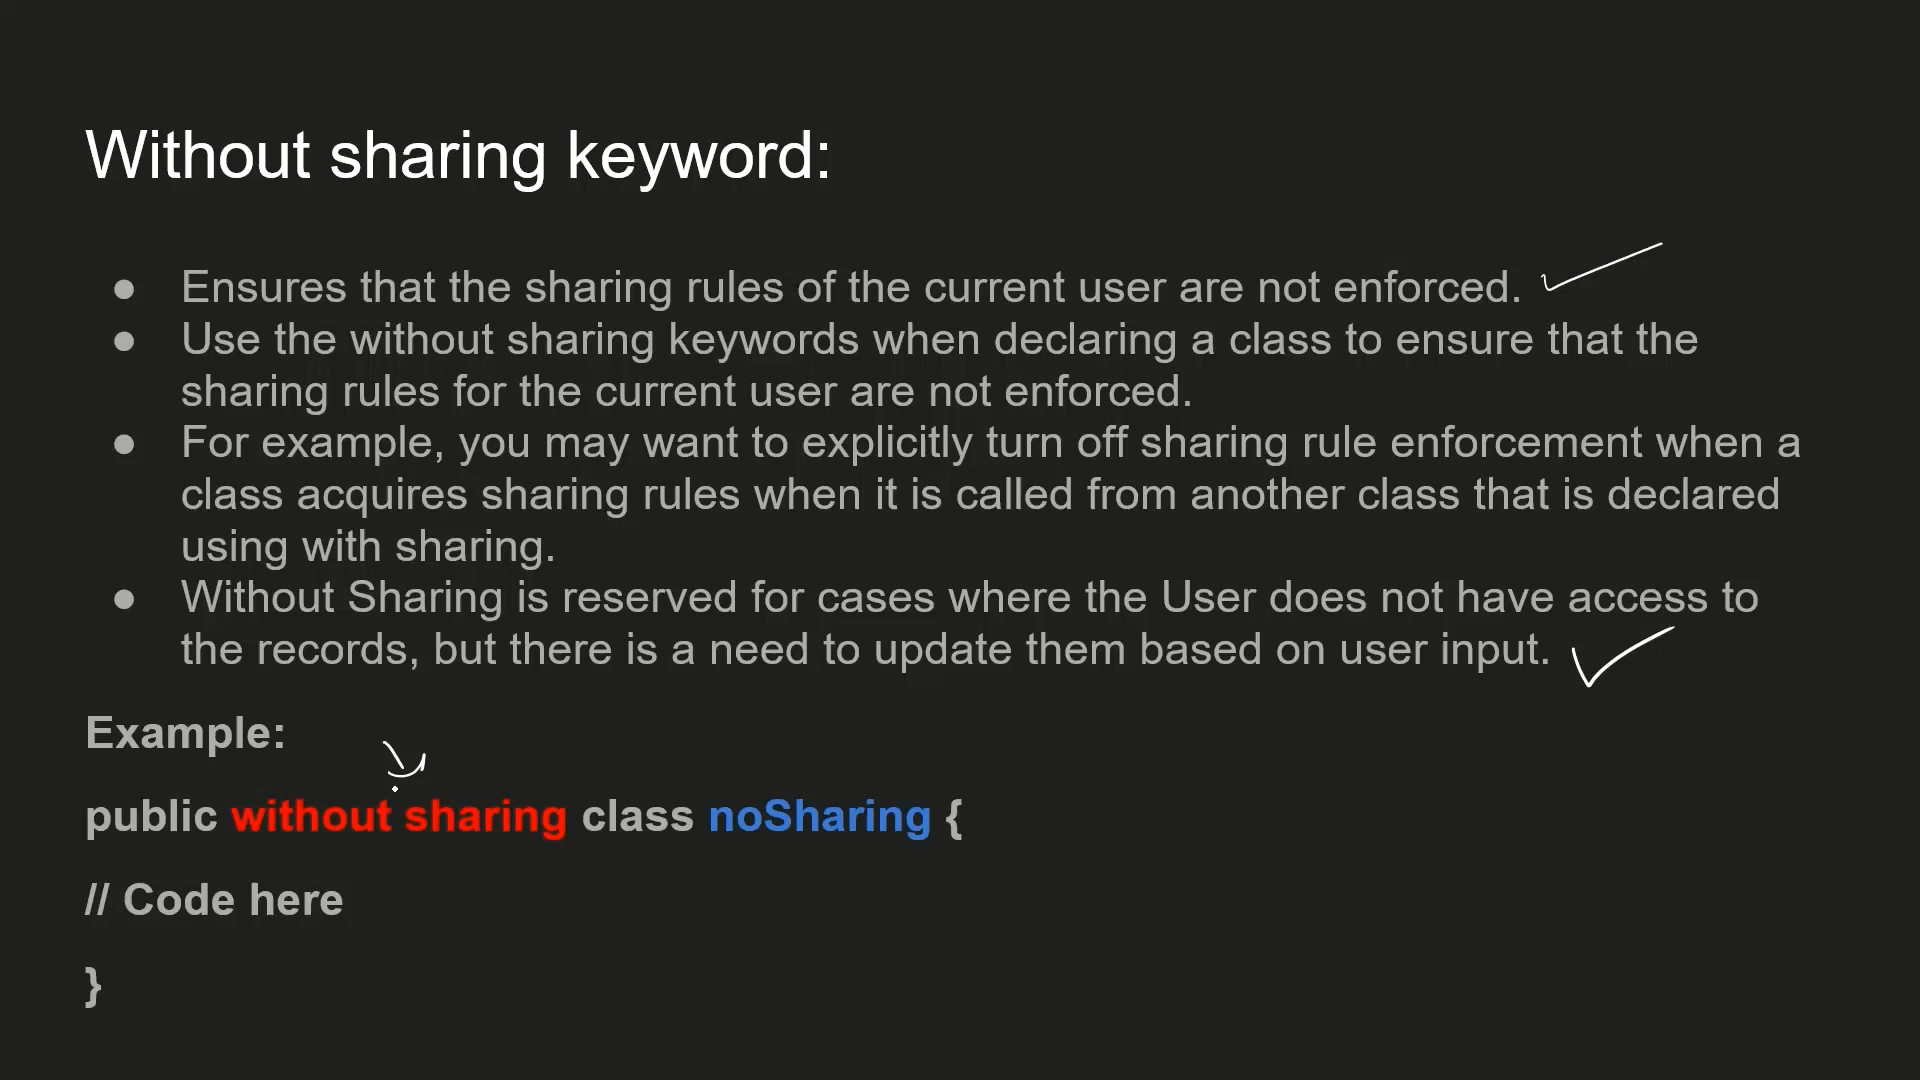 Without sharing keyword:
● Ensures that the sharing rules of the current user are not enforced.
● Use the without sharing keywords when declaring a class to ensure that the
sharing rules for the current user are not enforced.
● For example, you may want to explicitly turn off sharing rule enforcement when a
class acquires sharing rules when it is called from another class that is declared
using with sharing.
● Without Sharing is reserved for cases where the User does not have access to
the records, but there is a need to update them based on user input.
Example:
public without sharing class noSharing {
// Code here
}